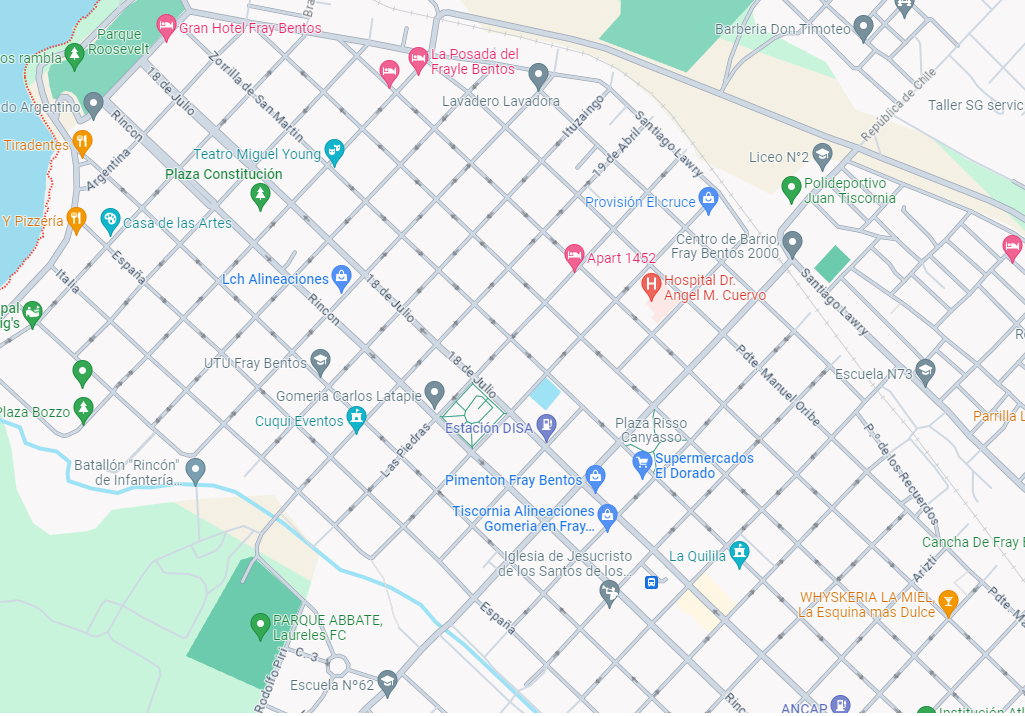 Parque
Roosevelt
Gran Hotel Fray Bentos
La Posada del
Frayle Bentos
Barberia Don Timoteo
os rambla
Zorilla de San Martin
18 de Julio
Lavadero Lavadora
Ituzaingo
República de Chile
Taller SG servic
do Argentino
Rincon
19 de Abril
Santiago Lawry
Tiradentes
Argentina
Teatro Miguel Young
Plaza Constitución
Liceo N°2
Polideportivo
Juan Tiscornia
Provisión El cruce
Y Pizzería
Casa de las Artes
Centro de Barrio,
Fray Bentos 2000
Apart 1452
Italia
España
Lch Alineaciones
18 de Julio
Hospital Dr.
Angel M. Cuervo
Santiago Lawry
pal
ig's
Rincon
UTU Fray Bentos
18 de Julio
Pdte. Manuel Oribe
Escuela N73
Gomeria Carlos Latapie
Plaza Bozzo
Cuqui Eventos
Las Piedras
Estación DISA
Plaza Risso
Canyasso
Parrilla L
P.º de los Recuerdos
Batallón "Rincón"
de Infantería...
Supermercados
El Dorado
Pimenton Fray Bentos
Tiscornia Alineaciones
Gomeria en Fray...
Cancha De Fray B
Iglesia de Jesucristo
de los Santos de los...
La Quilila
Arizti
WHYSKERIA LA MIEL,
La Esquina mas Dulce
Pdte. Ma
España
PARQUE ABBATE,
Laureles FC
C. 3
Rodolfo Piri
Escuela Nº62
Rinc
ANCAP
Institución Atl